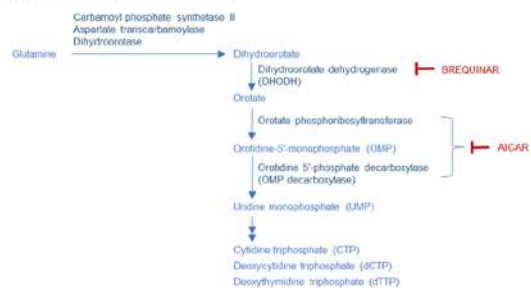 Carbamoyl phosphate synthetase II
Aspartate transcarbamoylase
Dihydroorotase
Glutamine
Dihydroorotate
Dihydroorotate dehydrogenase
(DHODH)
BREQUINAR
Orotate
Orotate phosphoribosyltransferase
Orotidine-5'-monophosphate (OMP)
AICAR
Orotidine 5'-phosphate decarboxylase
(OMP decarboxylase)
Uridine monophosphate (UMP)
Cytidine triphosphate (CTP)
Deoxycytidine triphosphate (dCTP)
Deoxythymidine triphosphate (dTTP)